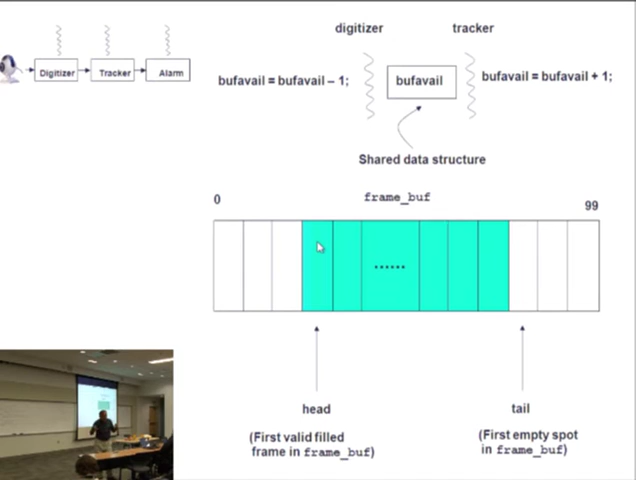 digitizer
tracker
Digitizer
Tracker
Alarm
bufavail = bufavail – 1;
bufavail
bufavail = bufavail + 1;
Shared data structure
0
frame_buf
99
......
head
tail
(First valid filled
frame in frame_buf)
(First empty spot
in frame_buf)